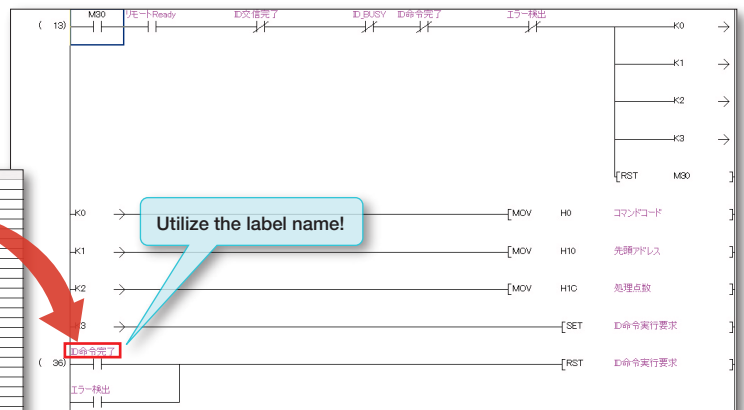 M30 リモートReady ID交信完了 ID_BUSY ID命令完了 エラー検出
( 13) K0
K1
K2
K3
[RST M30 ]
K0 [MOV H0 コマンドコード ]
Utilize the label name!
K1 [MOV H10 先頭アドレス ]
K2 [MOV H1C 処理点数 ]
K3 [SET ID命令実行要求 ]
ID命令完了
( 36) [RST ID命令実行要求 ]
エラー検出